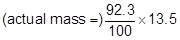 (actual mass =) 92.3/100 × 13.5